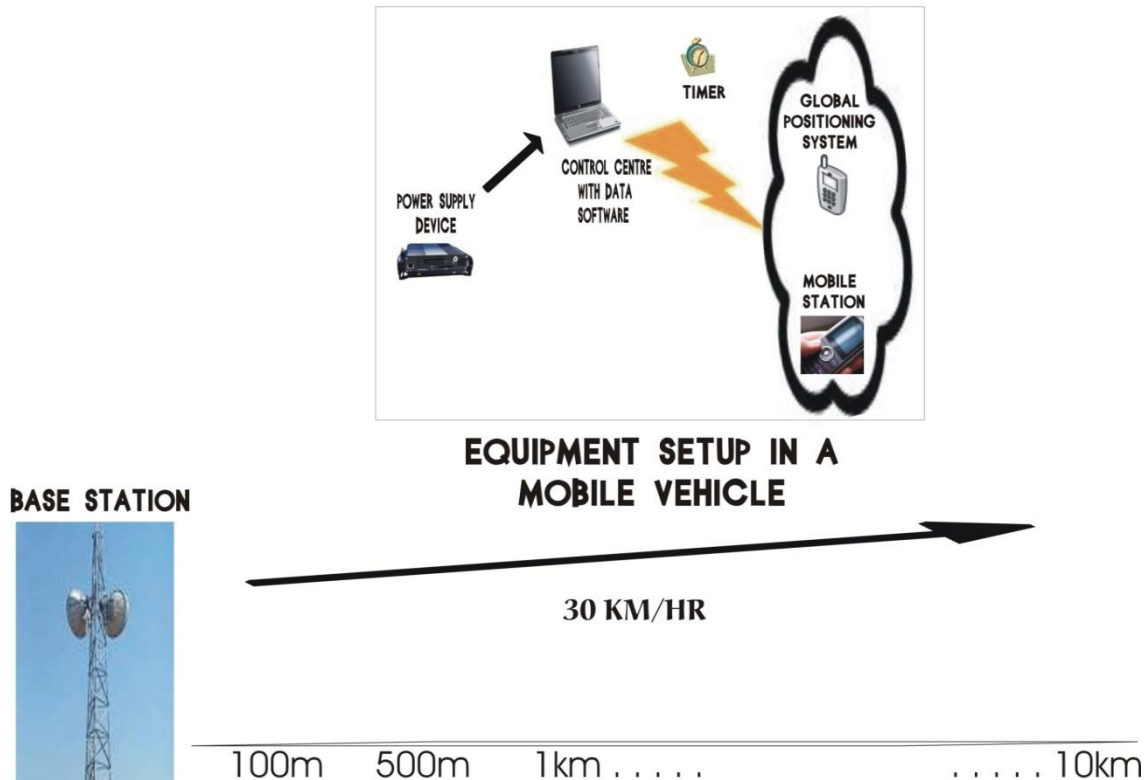 TIMER
GLOBAL
POSITIONING
SYSTEM
CONTROL CENTRE
WITH DATA
SOFTWARE
POWER SUPPLY
DEVICE
MOBILE
STATION
EQUIPMENT SETUP IN A
MOBILE VEHICLE
BASE STATION
30 KM/HR
100m 500m 1km . . . . . . . . . . 10km